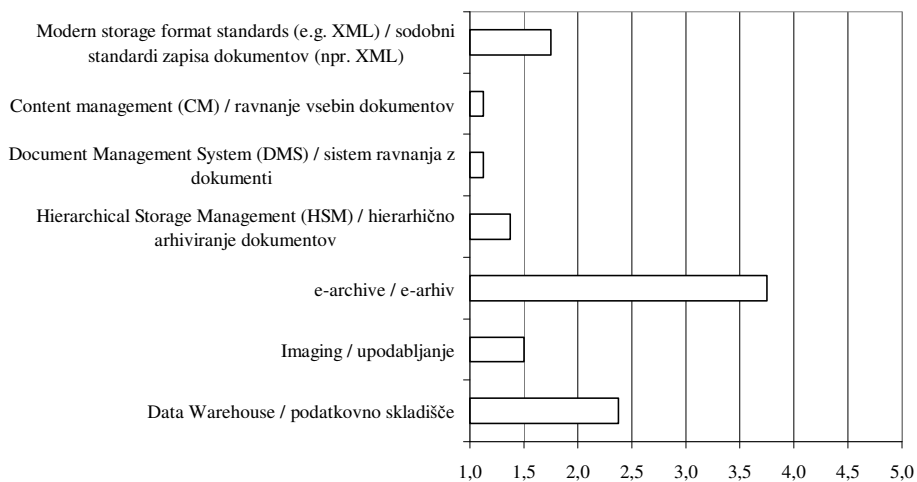 Modern storage format standards (e.g. XML) / sodobni
standardi zapisa dokumentov (npr. XML)
Content management (CM) / ravnanje vsebin dokumentov
Document Management System (DMS) / sistem ravnanja z
dokumenti
Hierarchical Storage Management (HSM) / hierarhično
arhiviranje dokumentov
e-archive / e-arhiv
Imaging / upodabljanje
Data Warehouse / podatkovno skladišče
1,0 1,5 2,0 2,5 3,0 3,5 4,0 4,5 5,0